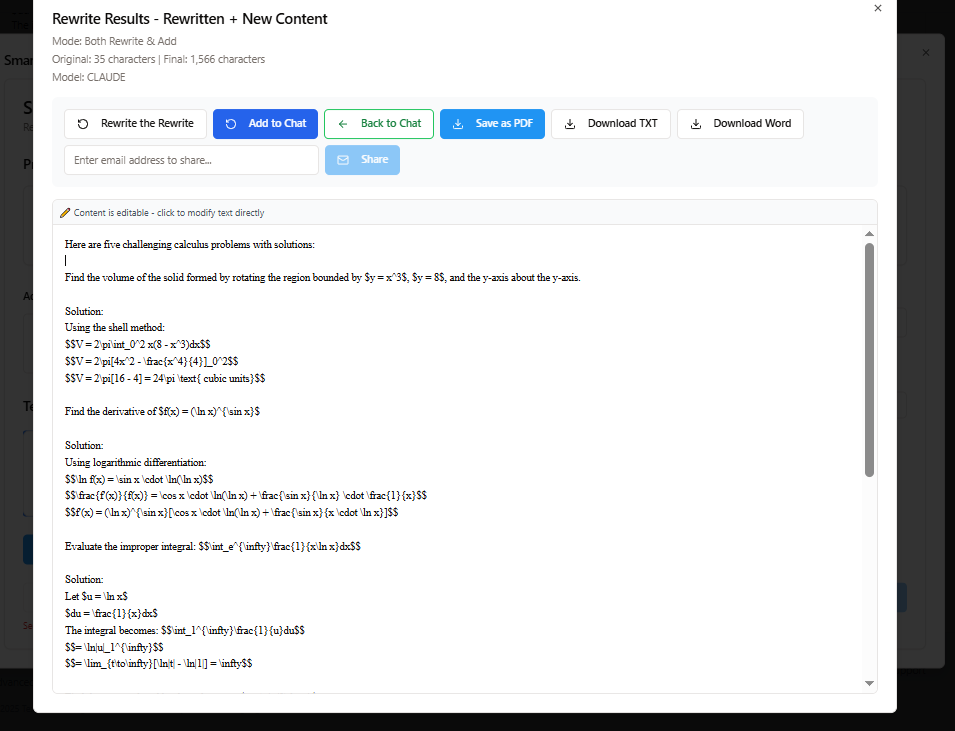 Rewrite Results - Rewritten + New Content
Mode: Both Rewrite & Add
Original: 35 characters | Final: 1,566 characters
Model: CLAUDE
Rewrite the Rewrite
Add to Chat
Back to Chat
Save as PDF
Download TXT
Download Word
Enter email address to share...
Share
Content is editable - click to modify text directly
Here are five challenging calculus problems with solutions:
Find the volume of the solid formed by rotating the region bounded by $y = x^3$, $y = 8$, and the y-axis about the y-axis.
Solution:
Using the shell method:
$$V = 2\pi\int_0^2 x(8 - x^3)dx$$
$$V = 2\pi[4x^2 - \frac{x^4}{4}]_0^2$$
$$V = 2\pi[16 - 4] = 24\pi \text{ cubic units}$$
Find the derivative of $f(x) = (\ln x)^{\sin x}$
Solution:
Using logarithmic differentiation:
$$\ln f(x) = \sin x \cdot \ln(\ln x)$$
$$\frac{f'(x)}{f(x)} = \cos x \cdot \ln(\ln x) + \frac{\sin x}{\ln x} \cdot \frac{1}{x}$$
$$f'(x) = (\ln x)^{\sin x}[\cos x \cdot \ln(\ln x) + \frac{\sin x}{x \cdot \ln x}]$$
Evaluate the improper integral: $$\int_e^{\infty}\frac{1}{x\ln x}dx$$
Solution:
Let $u = \ln x$
$du = \frac{1}{x}dx$
The integral becomes: $$\int_1^{\infty}\frac{1}{u}du$$
$$= \ln|u|_1^{\infty}$$
$$= \lim_{t\to\infty}[\ln|t| - \ln|1|] = \infty$$